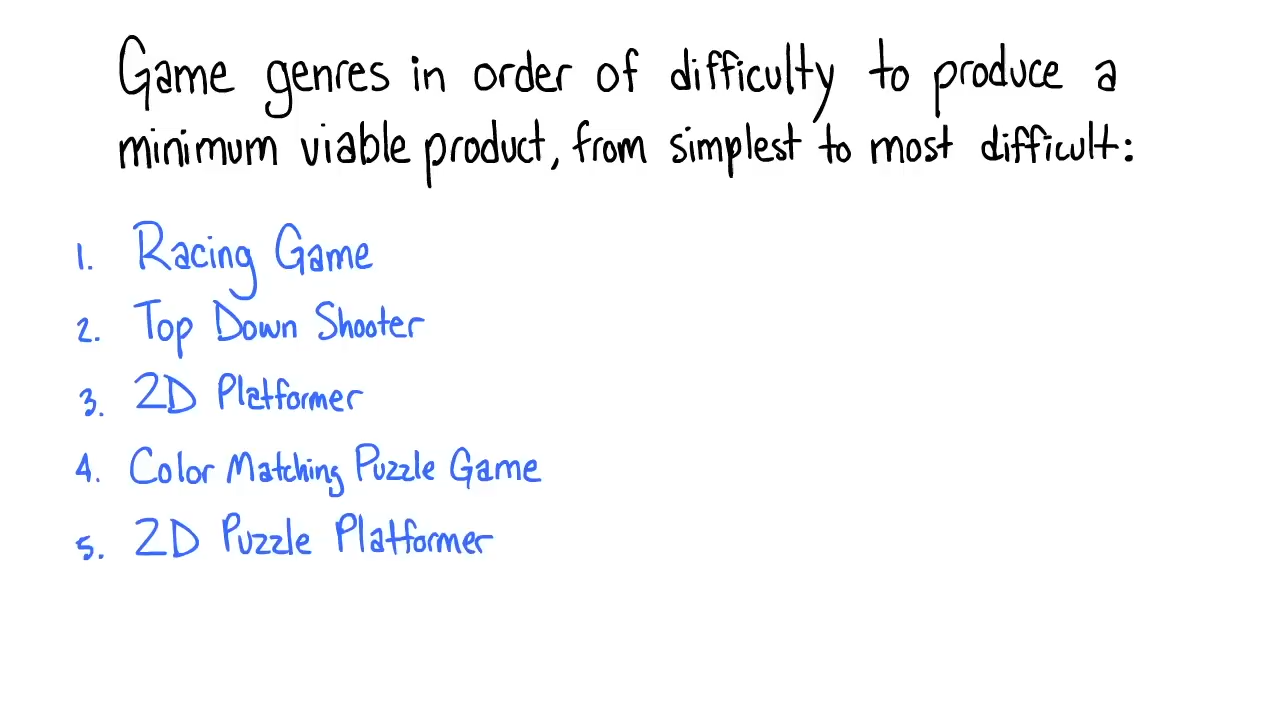 Game genres in order of difficulty to produce a
minimum viable product, from simplest to most difficult:
1. Racing Game
2. Top Down Shooter
3. 2D Platformer
4. Color Matching Puzzle Game
5. 2D Puzzle Platformer